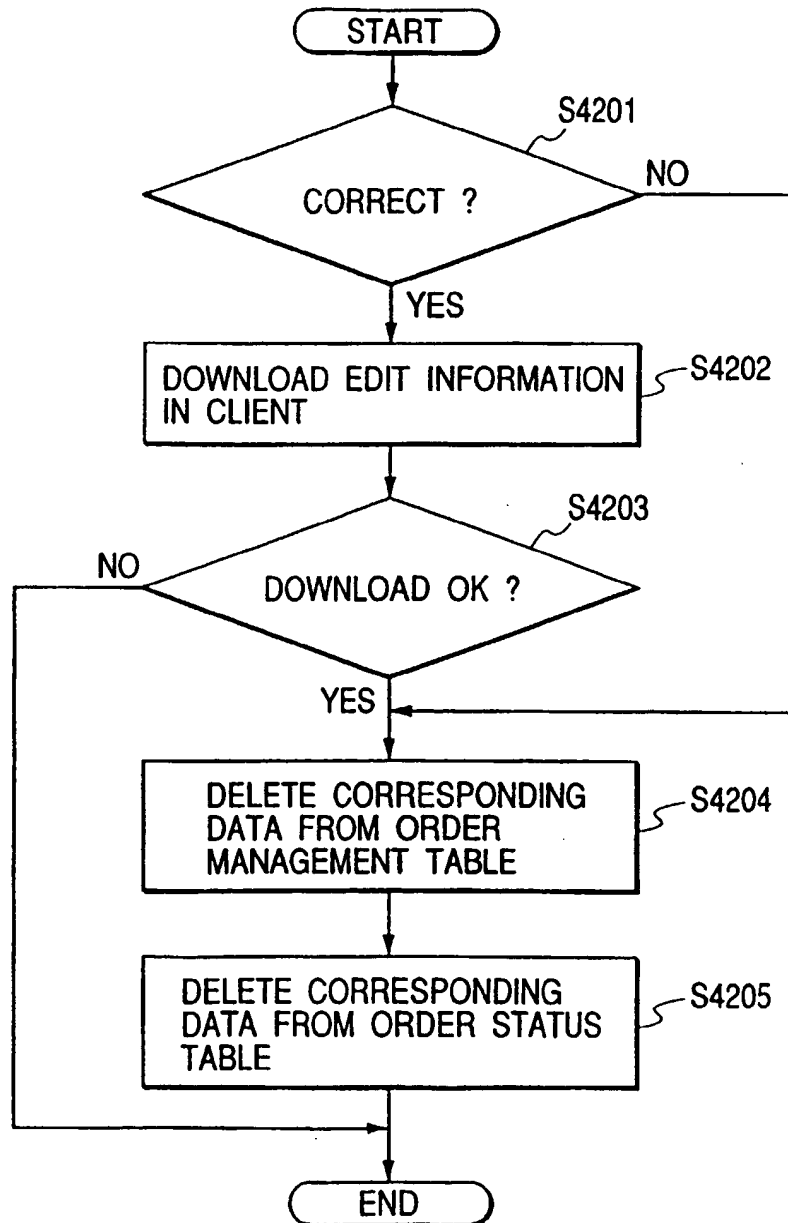 START
S4201
CORRECT ?
NO
YES
DOWNLOAD EDIT INFORMATION
IN CLIENT
S4202
S4203
NO
DOWNLOAD OK ?
YES
DELETE CORRESPONDING
DATA FROM ORDER
MANAGEMENT TABLE
S4204
DELETE CORRESPONDING
DATA FROM ORDER STATUS
TABLE
S4205
END